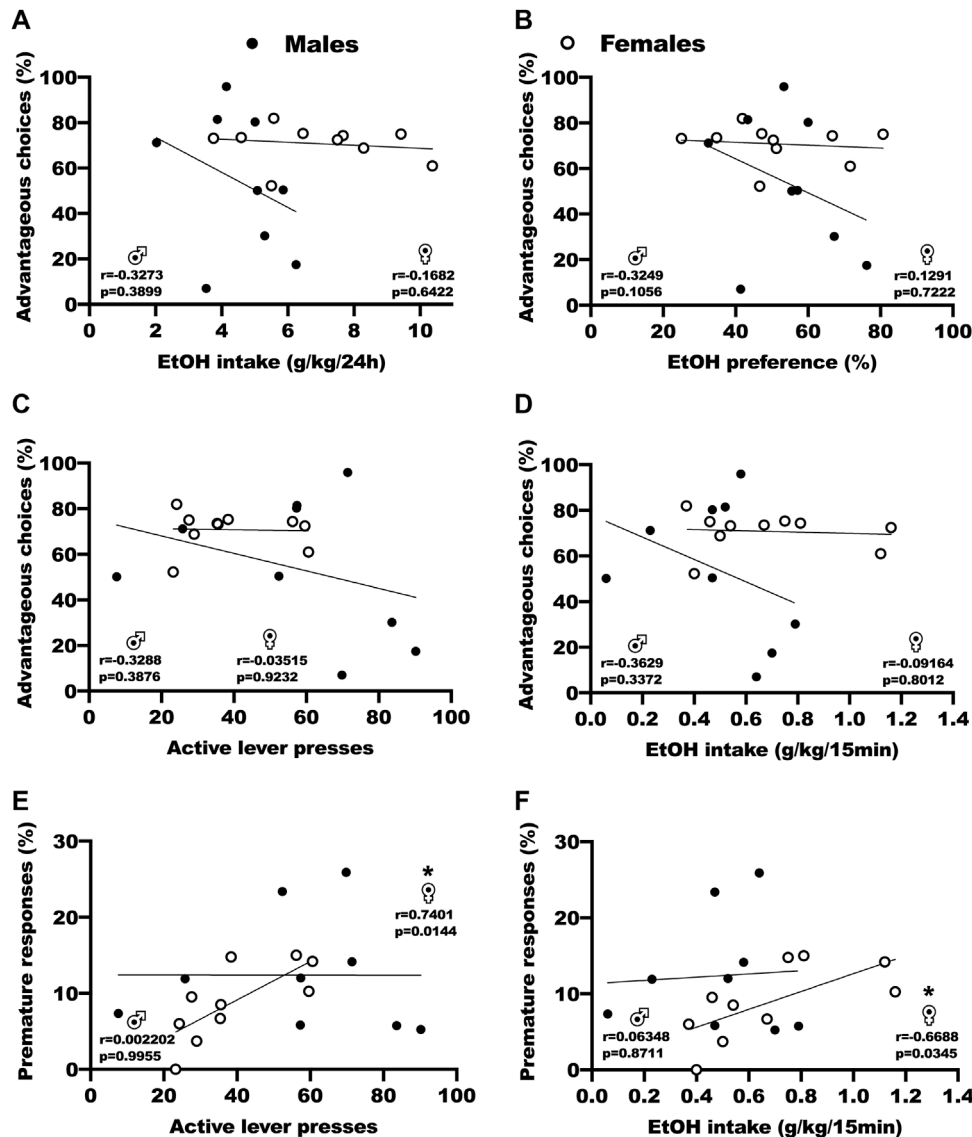 A
B
Males
Females
Advantageous choices (%)
100
80
60
40
20
0
r=-0.3273
p=0.3899
r=-0.1682
p=0.6422
0
2
4
6
8
10
EtOH intake (g/kg/24h)
Advantageous choices (%)
100
80
60
40
20
0
r=-0.3249
p=0.1056
r=0.1291
p=0.7222
0
20
40
60
80
100
EtOH preference (%)
C
D
Advantageous choices (%)
100
80
60
40
20
0
r=-0.3288
p=0.3876
r=-0.03515
p=0.9232
0
20
40
60
80
100
Active lever presses
Advantageous choices (%)
100
80
60
40
20
0
r=-0.3629
p=0.3372
r=-0.09164
p=0.8012
0.0
0.2
0.4
0.6
0.8
1.0
1.2
1.4
EtOH intake (g/kg/15min)
E
F
Premature responses (%)
30
20
10
0
*
r=0.7401
p=0.0144
r=0.002202
p=0.9955
0
20
40
60
80
100
Active lever presses
Premature responses (%)
30
20
10
0
r=0.06348
p=0.8711
*
r=-0.6688
p=0.0345
0.0
0.2
0.4
0.6
0.8
1.0
1.2
1.4
EtOH intake (g/kg/15min)